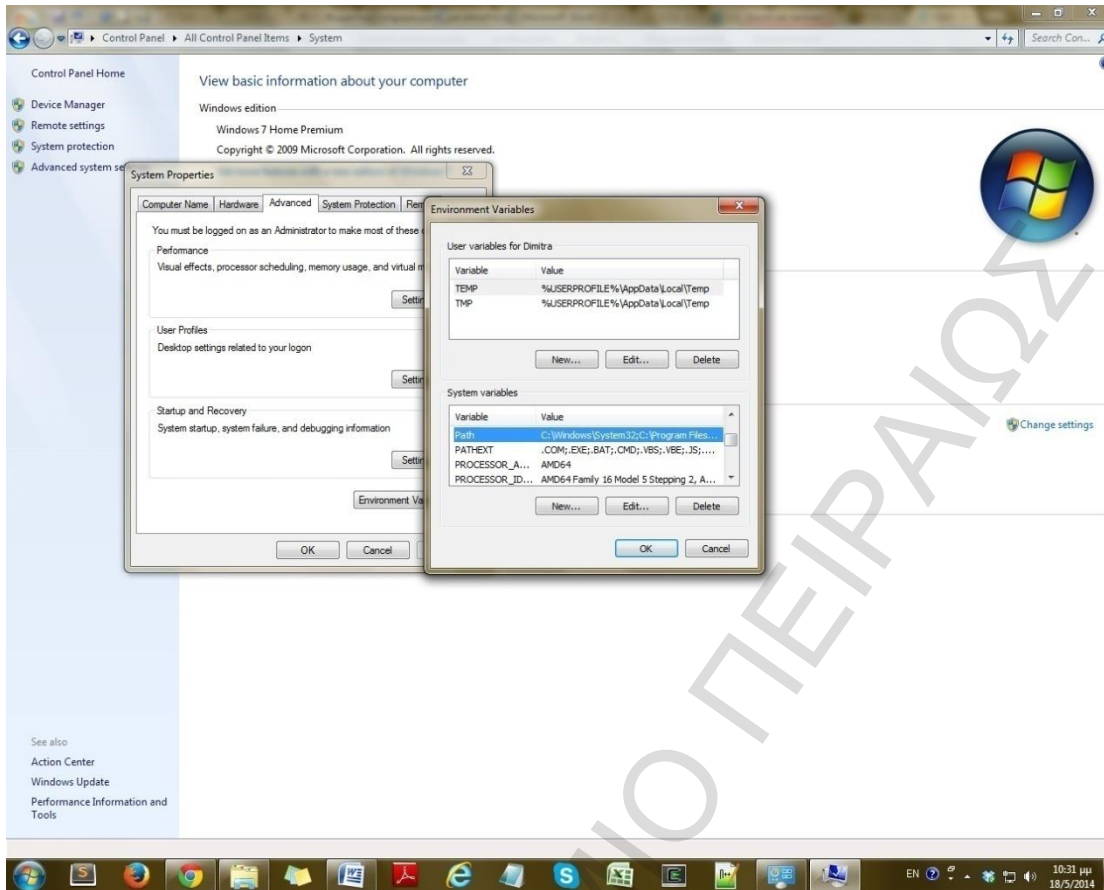 Control Panel ▸ All Control Panel Items ▸ System
Search Con...
Control Panel Home
Device Manager
Remote settings
System protection
Advanced system se
View basic information about your computer
Windows edition
Windows 7 Home Premium
Copyright © 2009 Microsoft Corporation. All rights reserved.
System Properties
Computer Name
Hardware
Advanced
System Protection
Rem
You must be logged on as an Administrator to make most of these
Performance
Visual effects, processor scheduling, memory usage, and virtual m
Settin
User Profiles
Desktop settings related to your logon
Settin
Startup and Recovery
System startup, system failure, and debugging information
Settin
Environment Va
OK
Cancel
Environment Variables
User variables for Dimitra
Variable Value
TEMP %USERPROFILE%\AppData\Local\Temp
TMP %USERPROFILE%\AppData\Local\Temp
New... Edit... Delete
System variables
Variable Value
Path C:\Windows\System32;C:\Program Files...
PATHEXT .COM;.EXE;.BAT;.CMD;.VBS;.VBE;.JS;....
PROCESSOR_A... AMD64
PROCESSOR_ID... AMD64 Family 16 Model 5 Stepping 2, A...
New... Edit... Delete
OK Cancel
Change settings
See also
Action Center
Windows Update
Performance Information and
Tools
EN
10:31 μμ
18/5/2014
ΙΟ ΠΕΙΡΑΙΩΣ